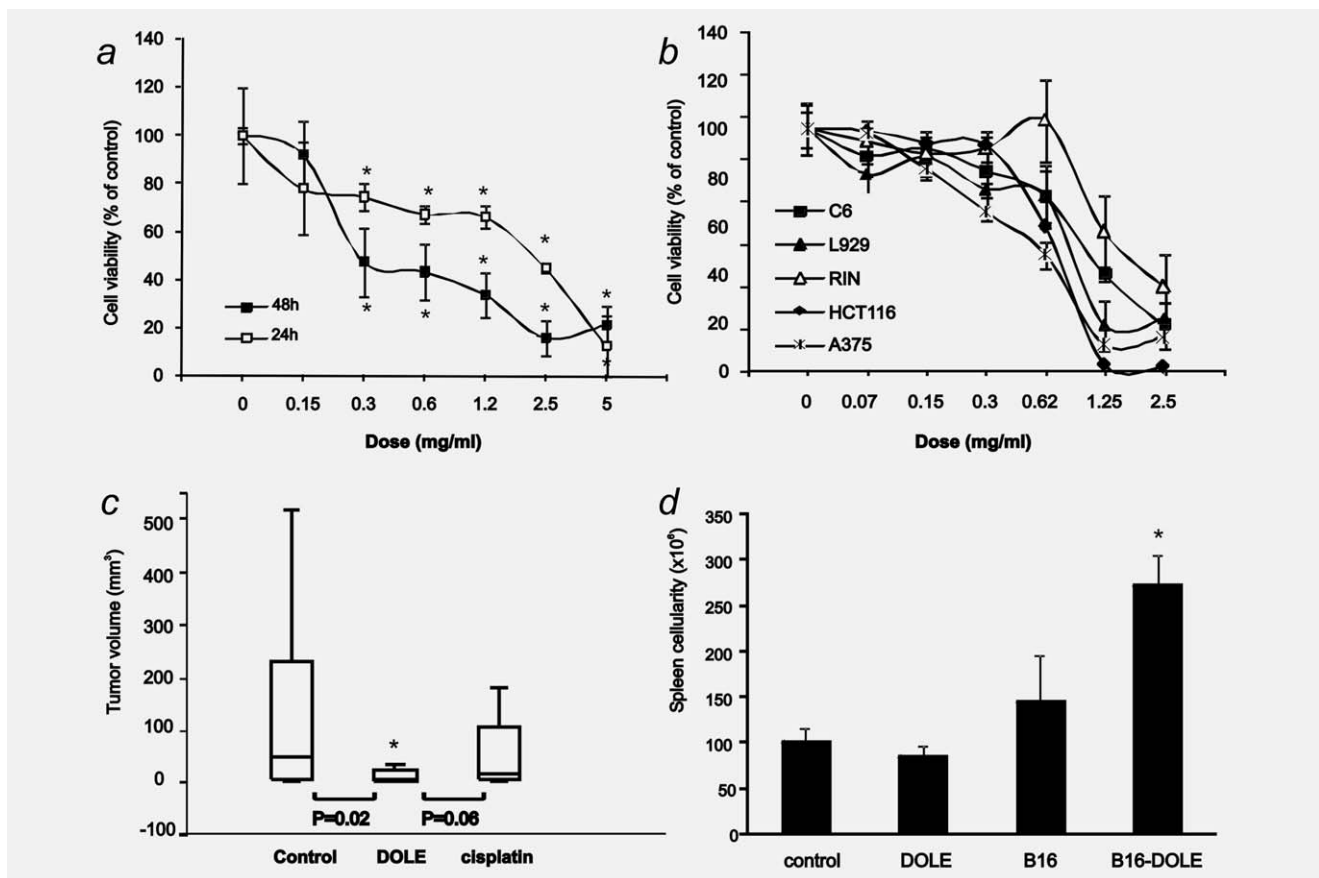 a
140
120
100
80
60
40
20
0
Cell viability (% of control)
* * *
*
*
*
* *
*
*
48h
24h
0 0.15 0.3 0.6 1.2 2.5 5
Dose (mg/ml)
b
140
120
100
80
60
40
20
0
Cell viability (% of control)
C6
L929
RIN
HCT116
A375
0 0.07 0.15 0.3 0.62 1.25 2.5
Dose (mg/ml)
c
500
400
300
200
100
0
-100
Tumor volume (mm³)
*
P=0.02 P=0.06
Control DOLE cisplatin
d
350
300
250
200
150
100
50
0
Spleen cellularity (x10⁶)
*
control DOLE B16 B16-DOLE